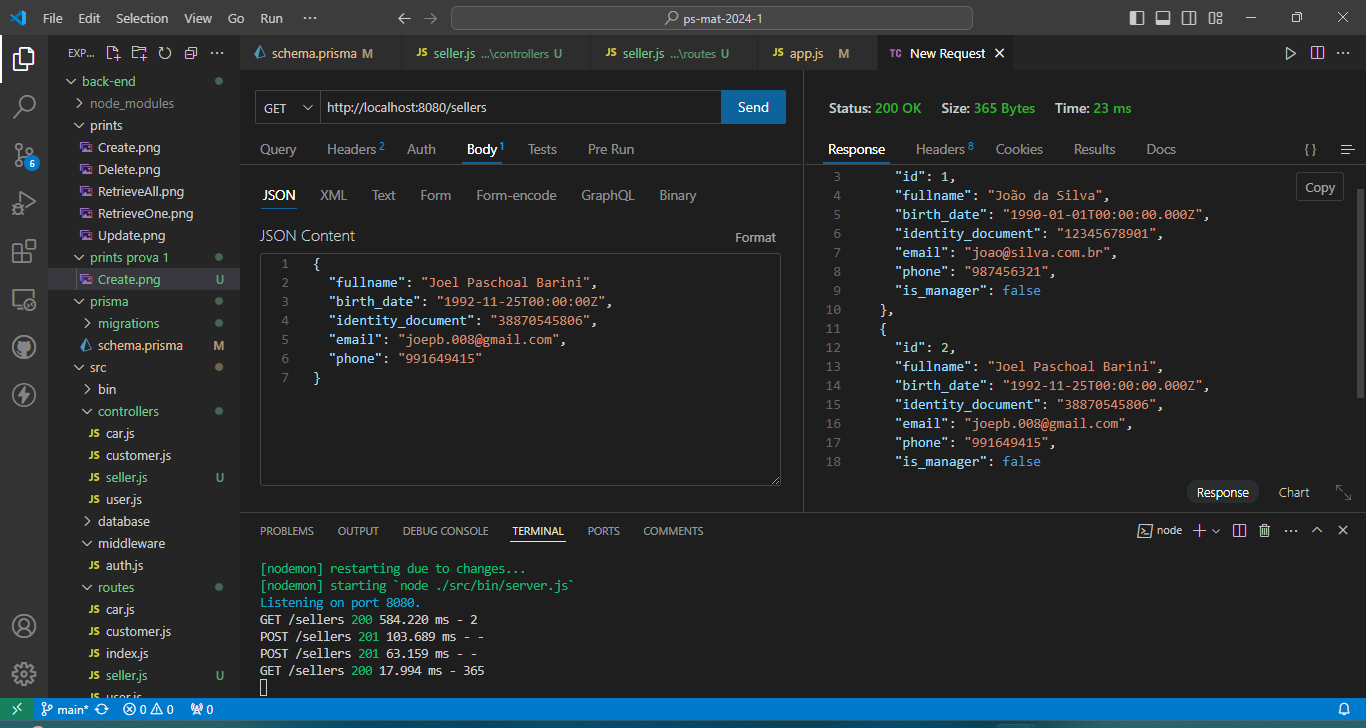 File Edit Selection View Go Run ··· ps-mat-2024-1
EXP...
schema.prisma M
seller.js ...\controllers U
seller.js ...\routes U
app.js M
TC New Request
back-end
node_modules
prints
Create.png
Delete.png
RetrieveAll.png
RetrieveOne.png
Update.png
prints prova 1
Create.png U
prisma
migrations
schema.prisma M
src
bin
controllers
JS car.js
JS customer.js
JS seller.js U
JS user.js
database
middleware
JS auth.js
routes
JS car.js
JS customer.js
JS index.js
JS seller.js U
JS user.js
6
GET http://localhost:8080/sellers Send
Query Headers 2 Auth Body 1 Tests Pre Run
JSON XML Text Form Form-encode GraphQL Binary
JSON Content Format
1 {
2 "fullname": "Joel Paschoal Barini",
3 "birth_date": "1992-11-25T00:00:00Z",
4 "identity_document": "38870545806",
5 "email": "joepb.008@gmail.com",
6 "phone": "991649415"
7 }
Status: 200 OK Size: 365 Bytes Time: 23 ms
Response Headers 8 Cookies Results Docs {}
Copy
3 "id": 1,
4 "fullname": "João da Silva",
5 "birth_date": "1990-01-01T00:00:00.000Z",
6 "identity_document": "12345678901",
7 "email": "joao@silva.com.br",
8 "phone": "987456321",
9 "is_manager": false
10 },
11 {
12 "id": 2,
13 "fullname": "Joel Paschoal Barini",
14 "birth_date": "1992-11-25T00:00:00.000Z",
15 "identity_document": "38870545806",
16 "email": "joepb.008@gmail.com",
17 "phone": "991649415",
18 "is_manager": false
Response Chart
PROBLEMS OUTPUT DEBUG CONSOLE TERMINAL PORTS COMMENTS
node
[nodemon] restarting due to changes...
[nodemon] starting `node ./src/bin/server.js`
Listening on port 8080.
GET /sellers 200 584.220 ms - 2
POST /sellers 201 103.689 ms - -
POST /sellers 201 63.159 ms - -
GET /sellers 200 17.994 ms - 365
main* 0 0 0